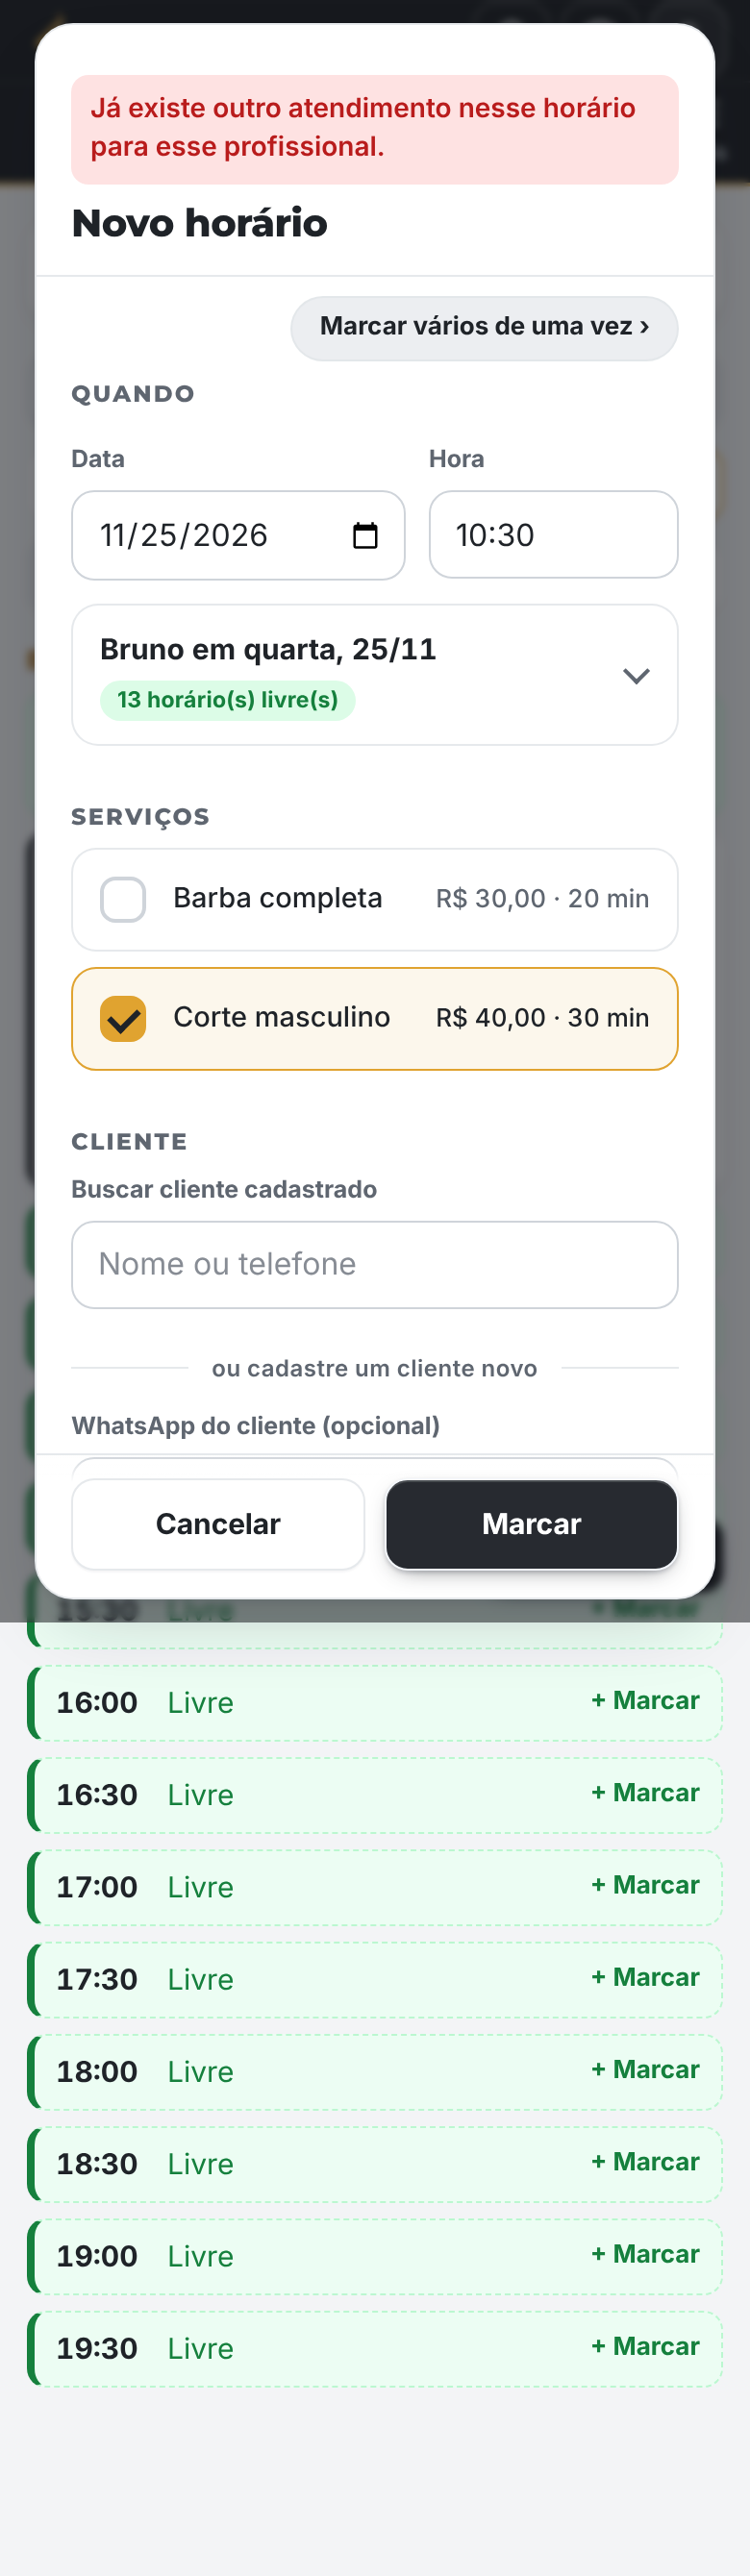 Já existe outro atendimento nesse horário
para esse profissional.
Novo horário
Marcar vários de uma vez ›
QUANDO
Data
Hora
11/25/2026
10:30
Bruno em quarta, 25/11
13 horário(s) livre(s)
SERVIÇOS
Barba completa R$ 30,00 · 20 min
Corte masculino R$ 40,00 · 30 min
CLIENTE
Buscar cliente cadastrado
Nome ou telefone
ou cadastre um cliente novo
WhatsApp do cliente (opcional)
Cancelar
Marcar
16:00 Livre + Marcar
16:30 Livre + Marcar
17:00 Livre + Marcar
17:30 Livre + Marcar
18:00 Livre + Marcar
18:30 Livre + Marcar
19:00 Livre + Marcar
19:30 Livre + Marcar